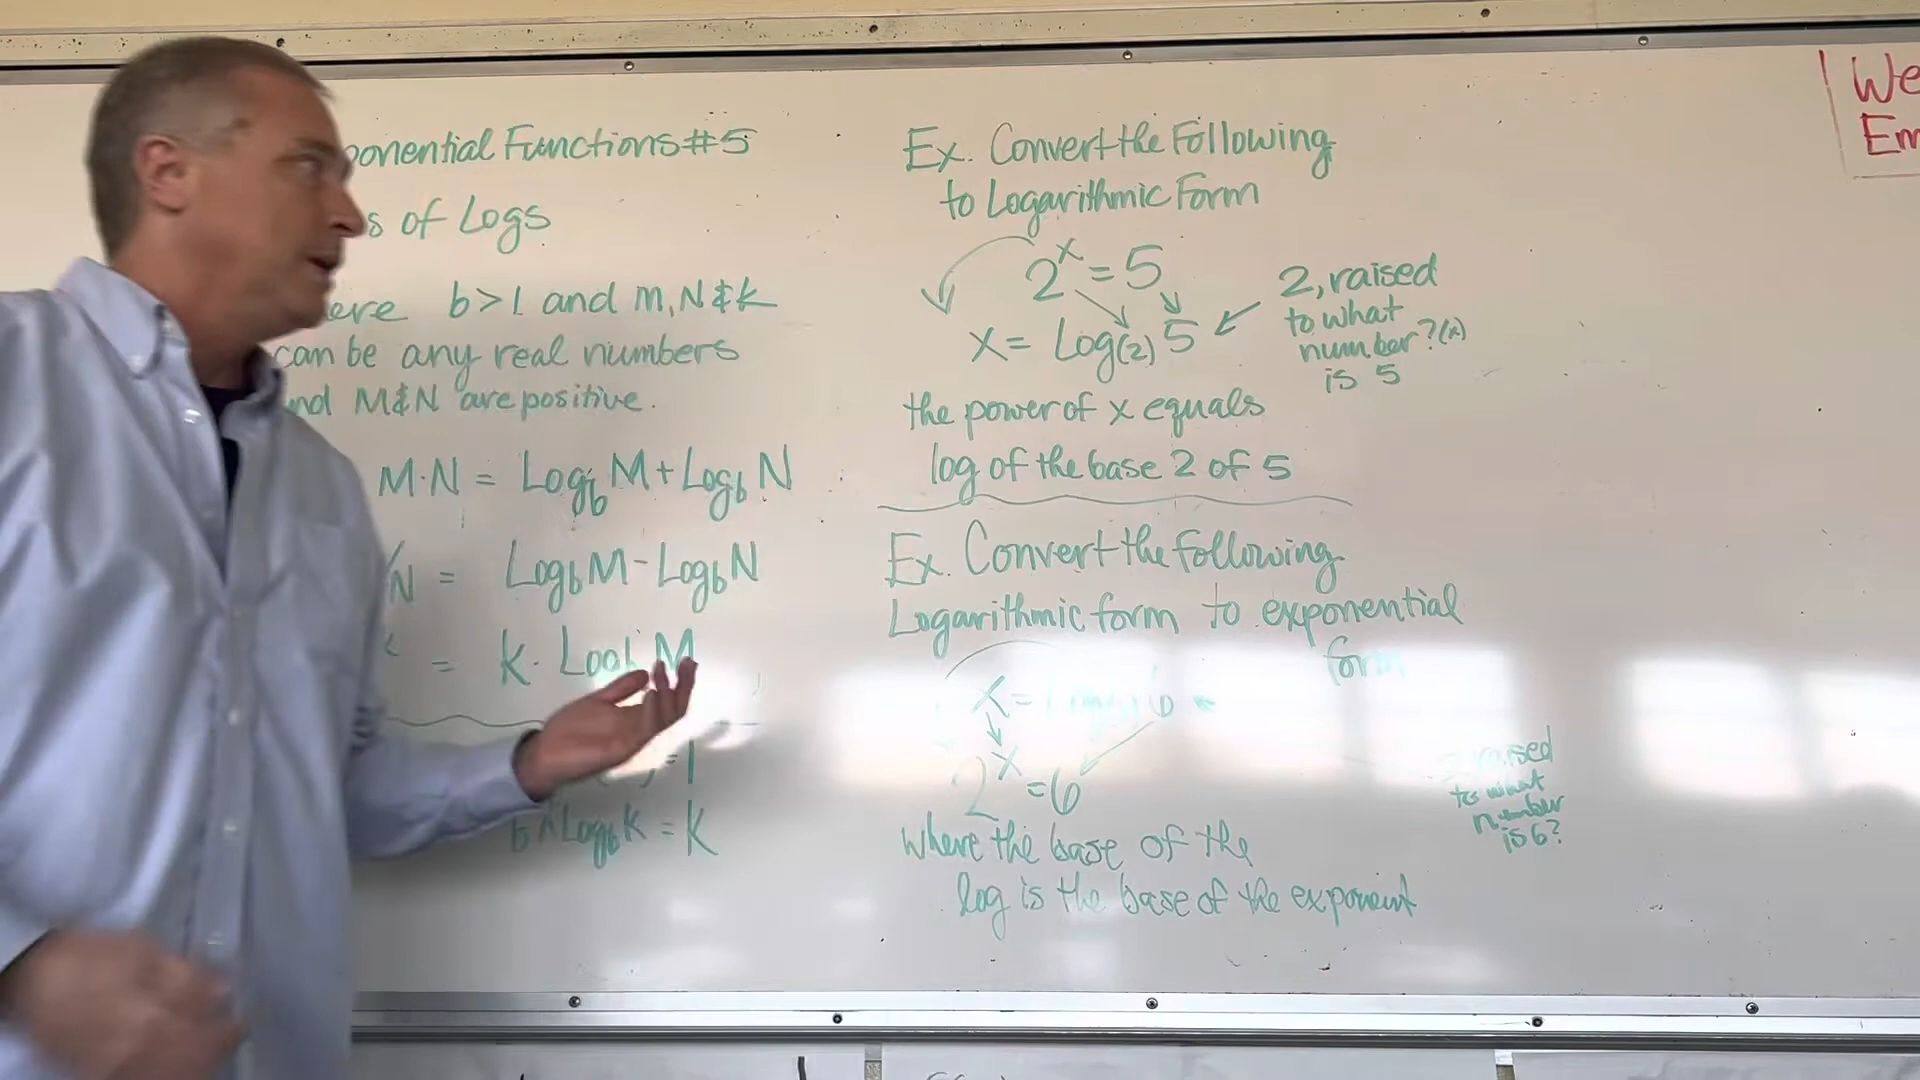 ponential Functions #5
s of Logs
ere b>1 and M, N & K
can be any real numbers
nd M & N are positive.
M·N = Log_b M + Log_b N
/N = Log_b M - Log_b N
= K· Log_b M
=1
b^Log_b K = K
Ex. Convert the Following
to Logarithmic Form
2^x = 5
x = Log(2) 5
2, raised
to what
number? (x)
is 5
the power of x equals
log of the base 2 of 5
Ex. Convert the following
Logarithmic form to exponential
form
x = 6
2^x = 6
raised
to what
number
is 6?
where the base of the
log is the base of the exponent
We
Em